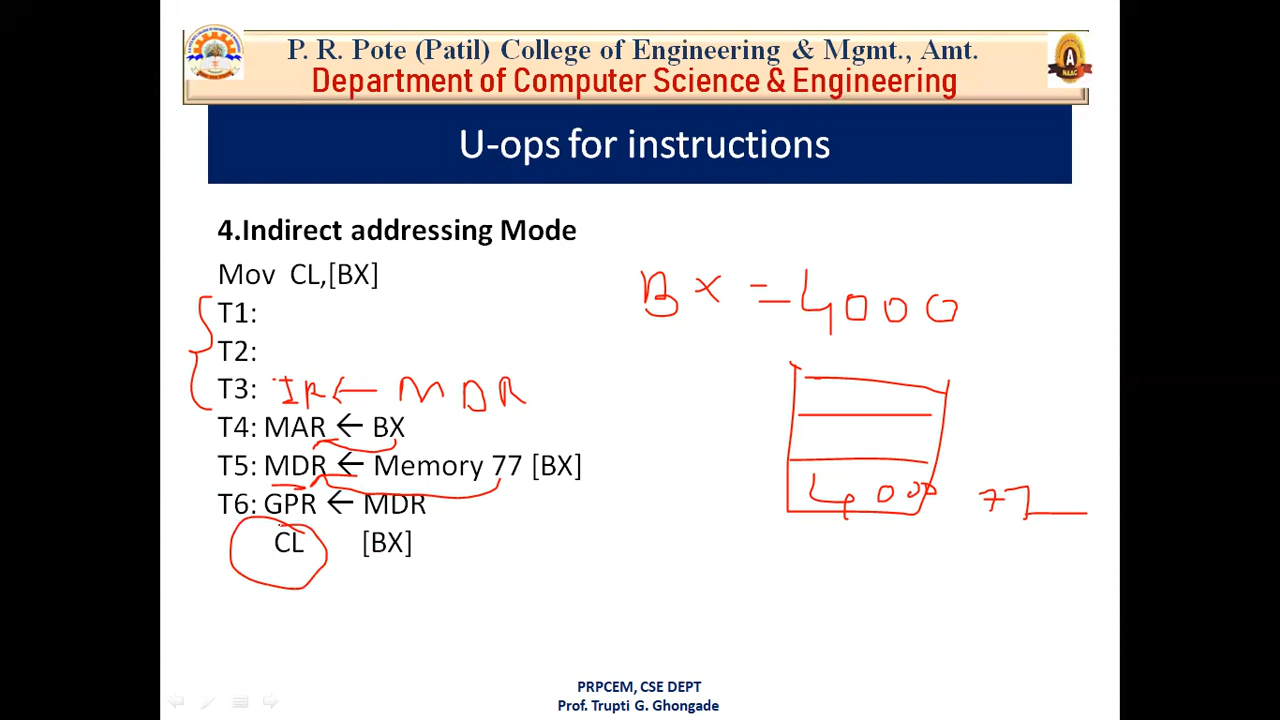 P. R. Pote (Patil) College of Engineering & Mgmt., Amt.
Department of Computer Science & Engineering
U-ops for instructions
4.Indirect addressing Mode
Mov CL,[BX]
T1:
T2:
T3: IR ← MDR
T4: MAR ← BX
T5: MDR ← Memory 77 [BX]
T6: GPR ← MDR
CL [BX]
BX = 4000
4000 77
PRPCEM, CSE DEPT
Prof. Trupti G. Ghongade